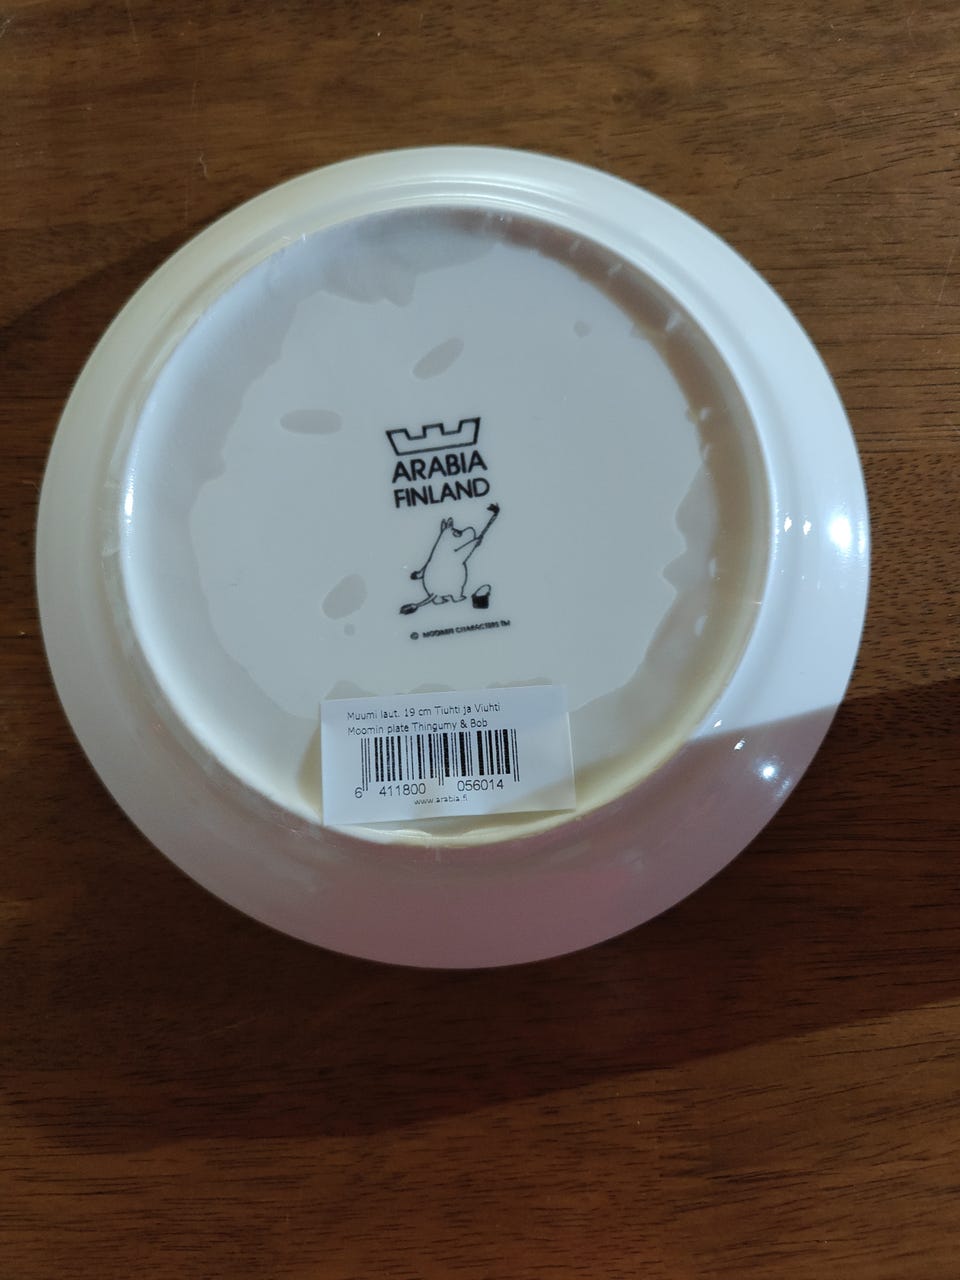 ARABIA
FINLAND
© MOOMIN CHARACTERS TM
Muumi laut. 19 cm Tiuhti ja Viuhti
Moomin plate Thingumy & Bob
6 411800 056014
www.arabia.fi